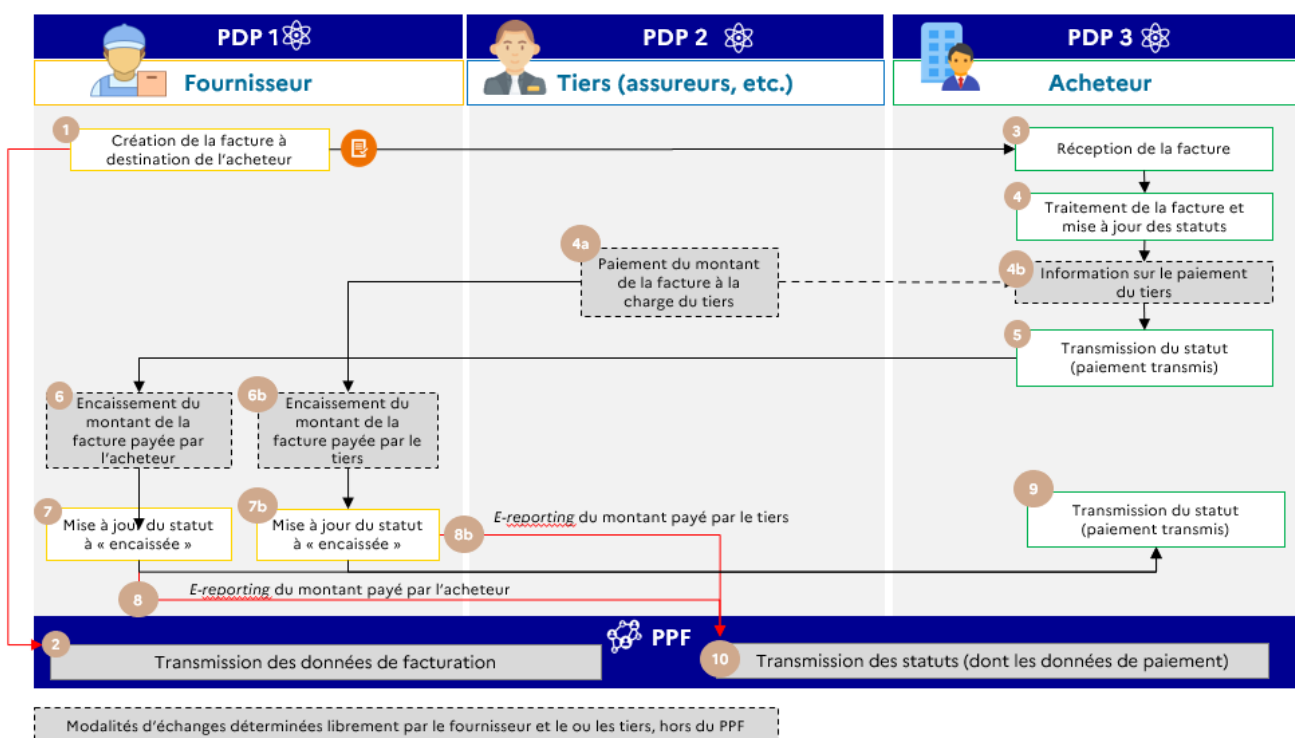 PDP 1
PDP 2
PDP 3
Fournisseur
Tiers (assureurs, etc.)
Acheteur
1
Création de la facture à
destination de l'acheteur
3
Réception de la facture
4
Traitement de la facture et
mise à jour des statuts
4a
Paiement du montant
de la facture à la
charge du tiers
4b
Information sur le paiement
du tiers
5
Transmission du statut
(paiement transmis)
6
Encaissement du
montant de la
facture payée par
l'acheteur
6b
Encaissement du
montant de la
facture payée par le
tiers
7
Mise à jour du statut
à « encaissée »
7b
Mise à jour du statut
à « encaissée »
8b
E-reporting du montant payé par le tiers
9
Transmission du statut
(paiement transmis)
8
E-reporting du montant payé par l'acheteur
PPF
2
Transmission des données de facturation
10
Transmission des statuts (dont les données de paiement)
Modalités d'échanges déterminées librement par le fournisseur et le ou les tiers, hors du PPF